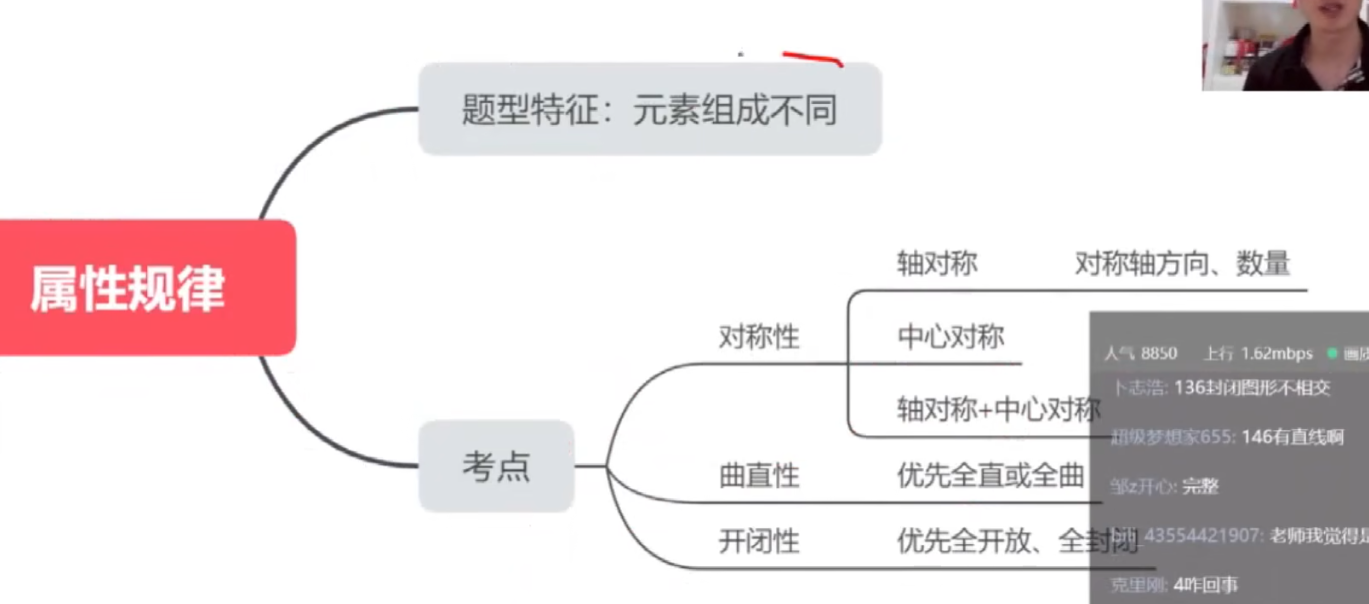 题型特征：元素组成不同
属性规律
轴对称
对称轴方向、数量
对称性
中心对称
轴对称+中心对称
考点
曲直性
优先全直或全曲
开闭性
优先全开放、全封闭
人气 8850 上行 1.62mbps 画质
卜志浩: 136封闭图形不相交
超级梦想家655: 146有直线啊
邹z开心: 完整
bili_43554421907: 老师我觉得是
克里刚: 4咋回事